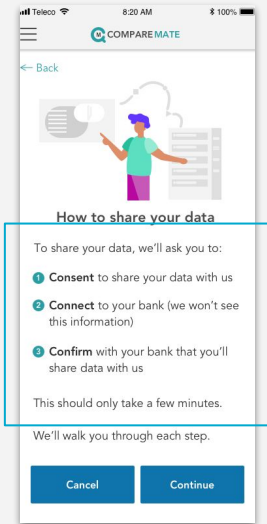 Teleco 8:20 AM 100%
COMPARE MATE
← Back
How to share your data
To share your data, we'll ask you to:
1 Consent to share your data with us
2 Connect to your bank (we won't see
this information)
3 Confirm with your bank that you'll
share data with us
This should only take a few minutes.
We'll walk you through each step.
Cancel Continue